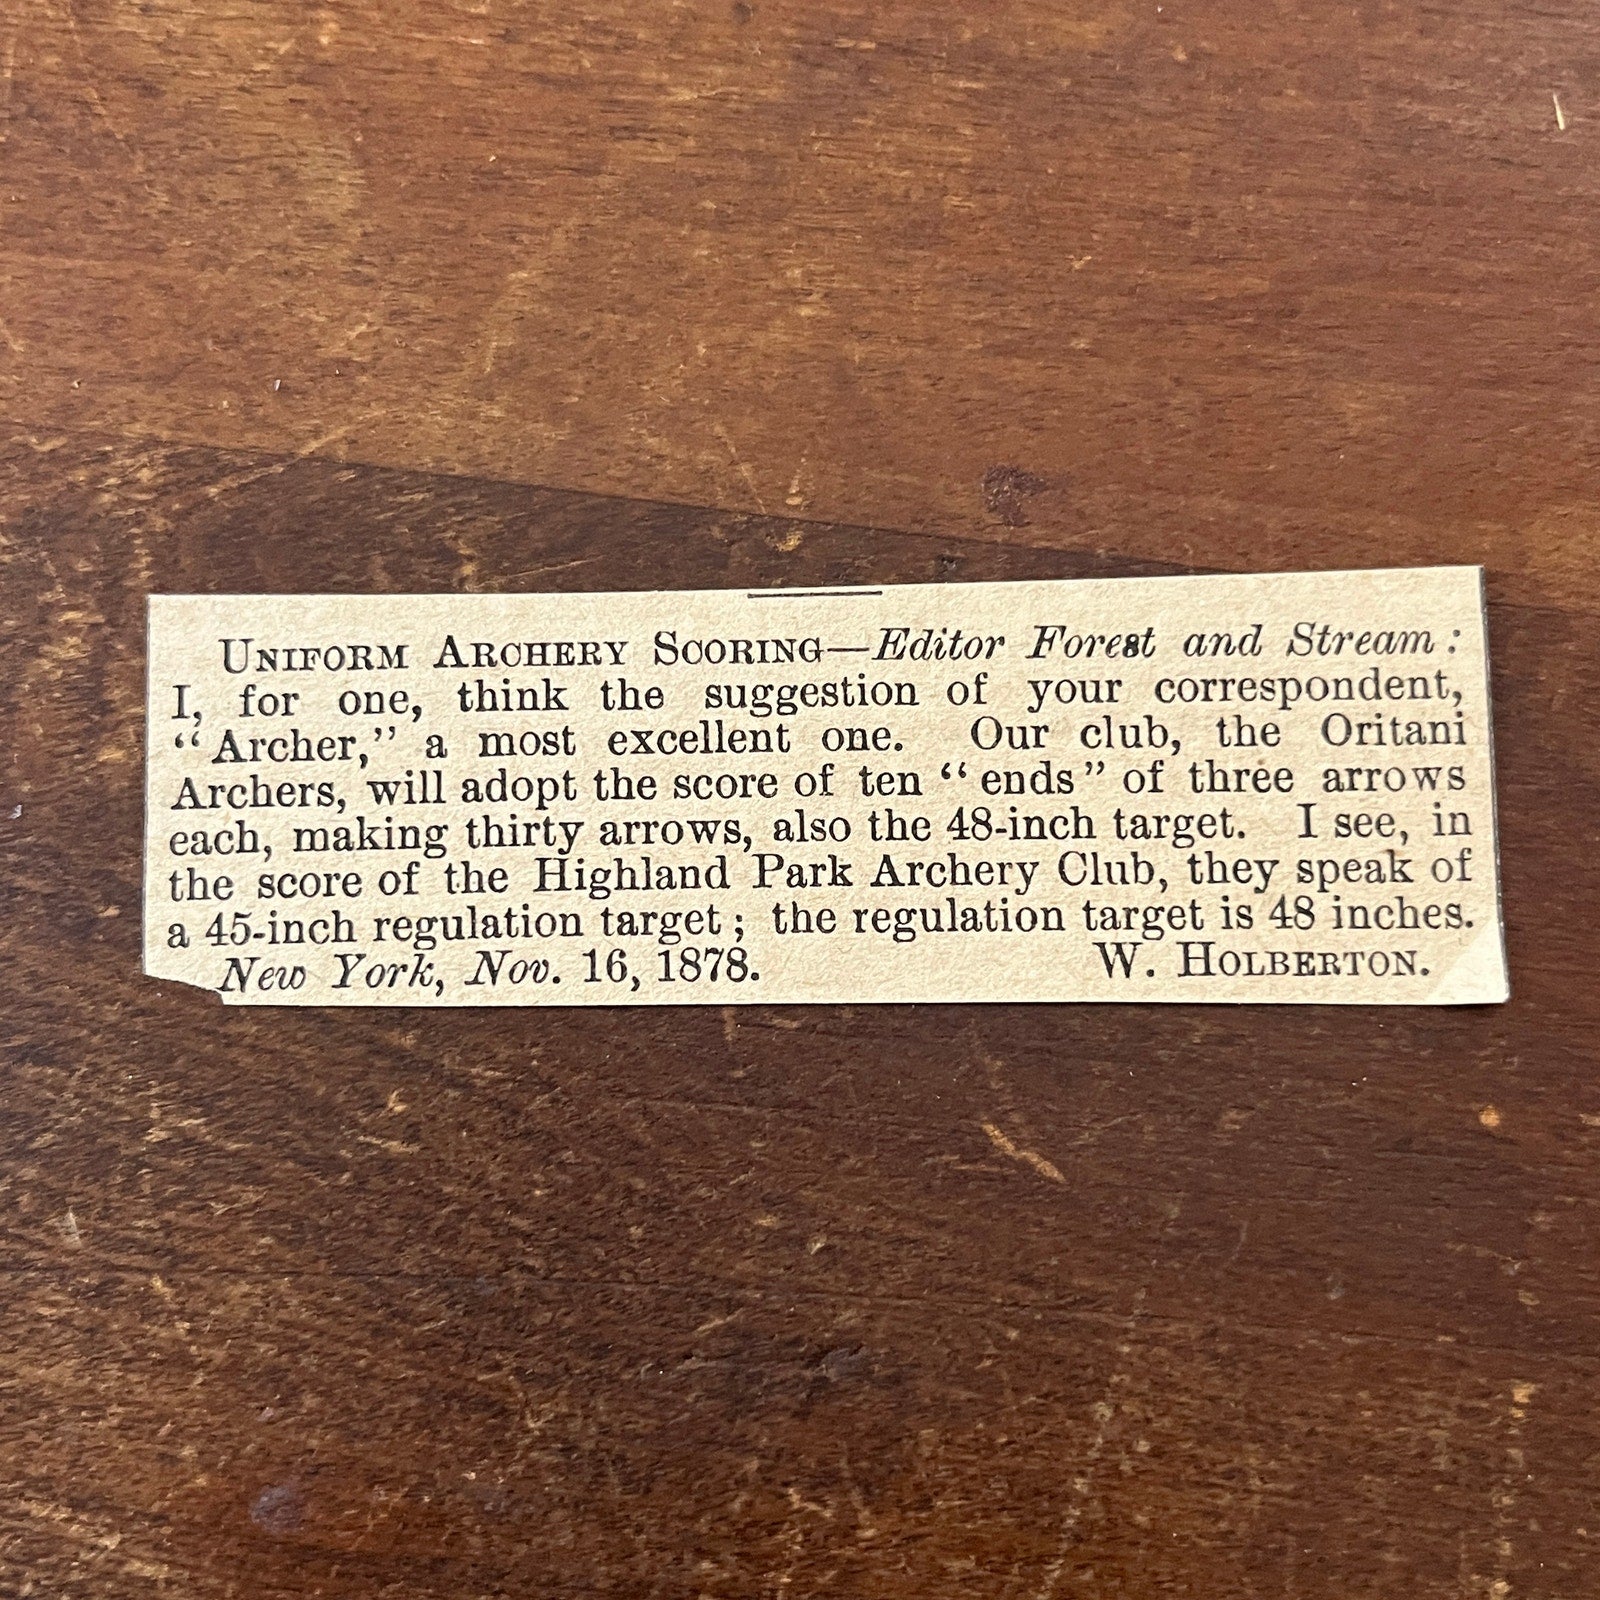 UNIFORM ARCHERY SCORING—Editor Forest and Stream:
I, for one, think the suggestion of your correspondent,
“Archer,” a most excellent one. Our club, the Oritani
Archers, will adopt the score of ten “ends” of three arrows
each, making thirty arrows, also the 48-inch target. I see, in
the score of the Highland Park Archery Club, they speak of
a 45-inch regulation target; the regulation target is 48 inches.
New York, Nov. 16, 1878. W. HOLBERTON.